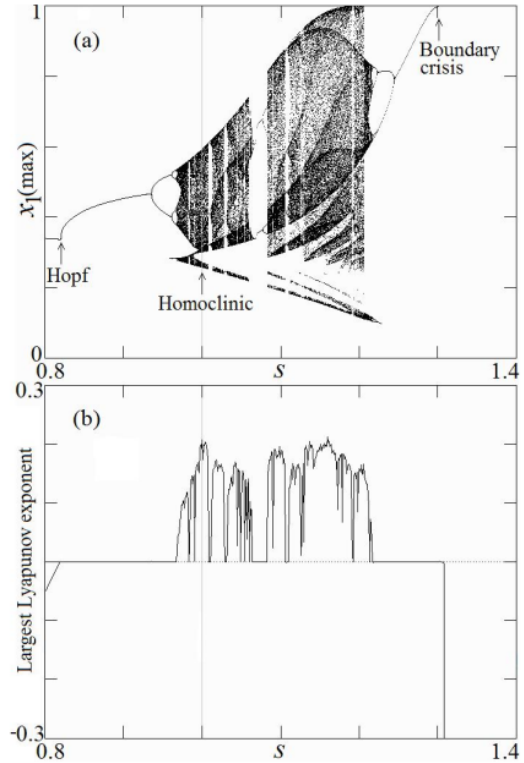 1
(a)
Boundary
crisis
x1(max)
Hopf
Homoclinic
0
0.8
s
1.4
0.3
(b)
Largest Lyapunov exponent
-0.3
0.8
s
1.4